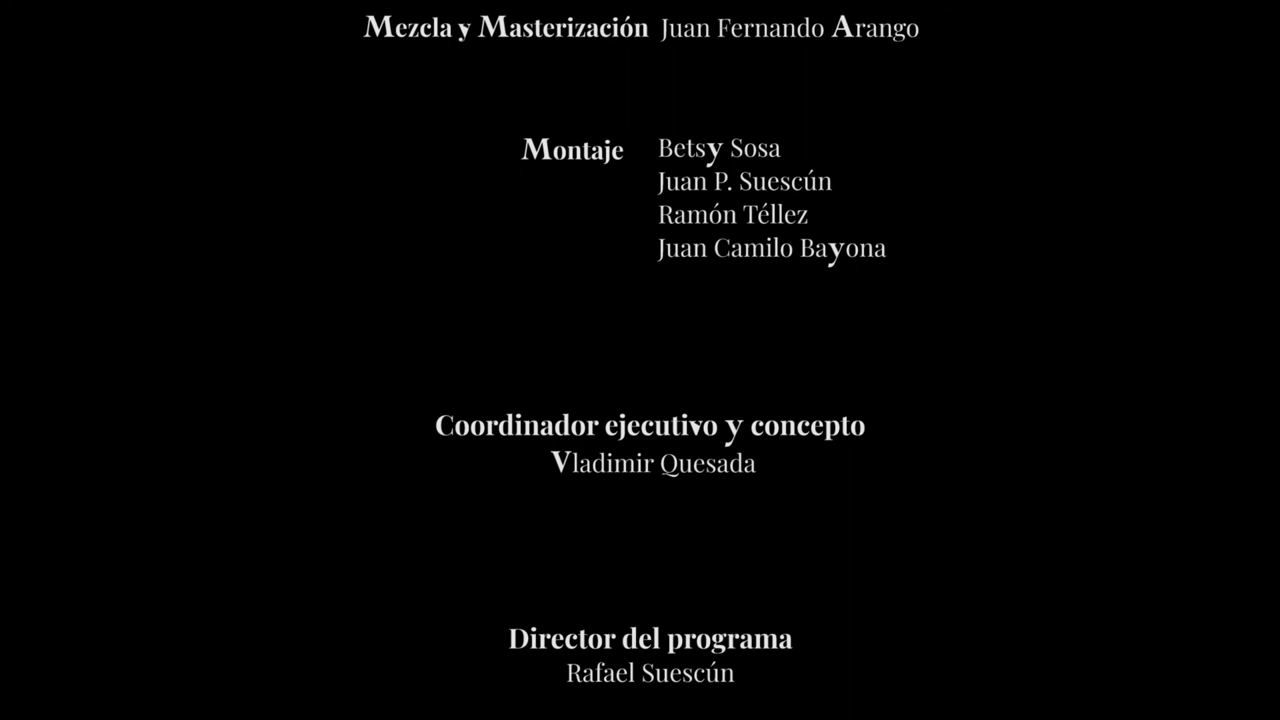 Mezcla y Masterización Juan Fernando Arango
Montaje Betsy Sosa
Juan P. Suescún
Ramón Téllez
Juan Camilo Bayona
Coordinador ejecutivo y concepto
Vladimir Quesada
Director del programa
Rafael Suescún